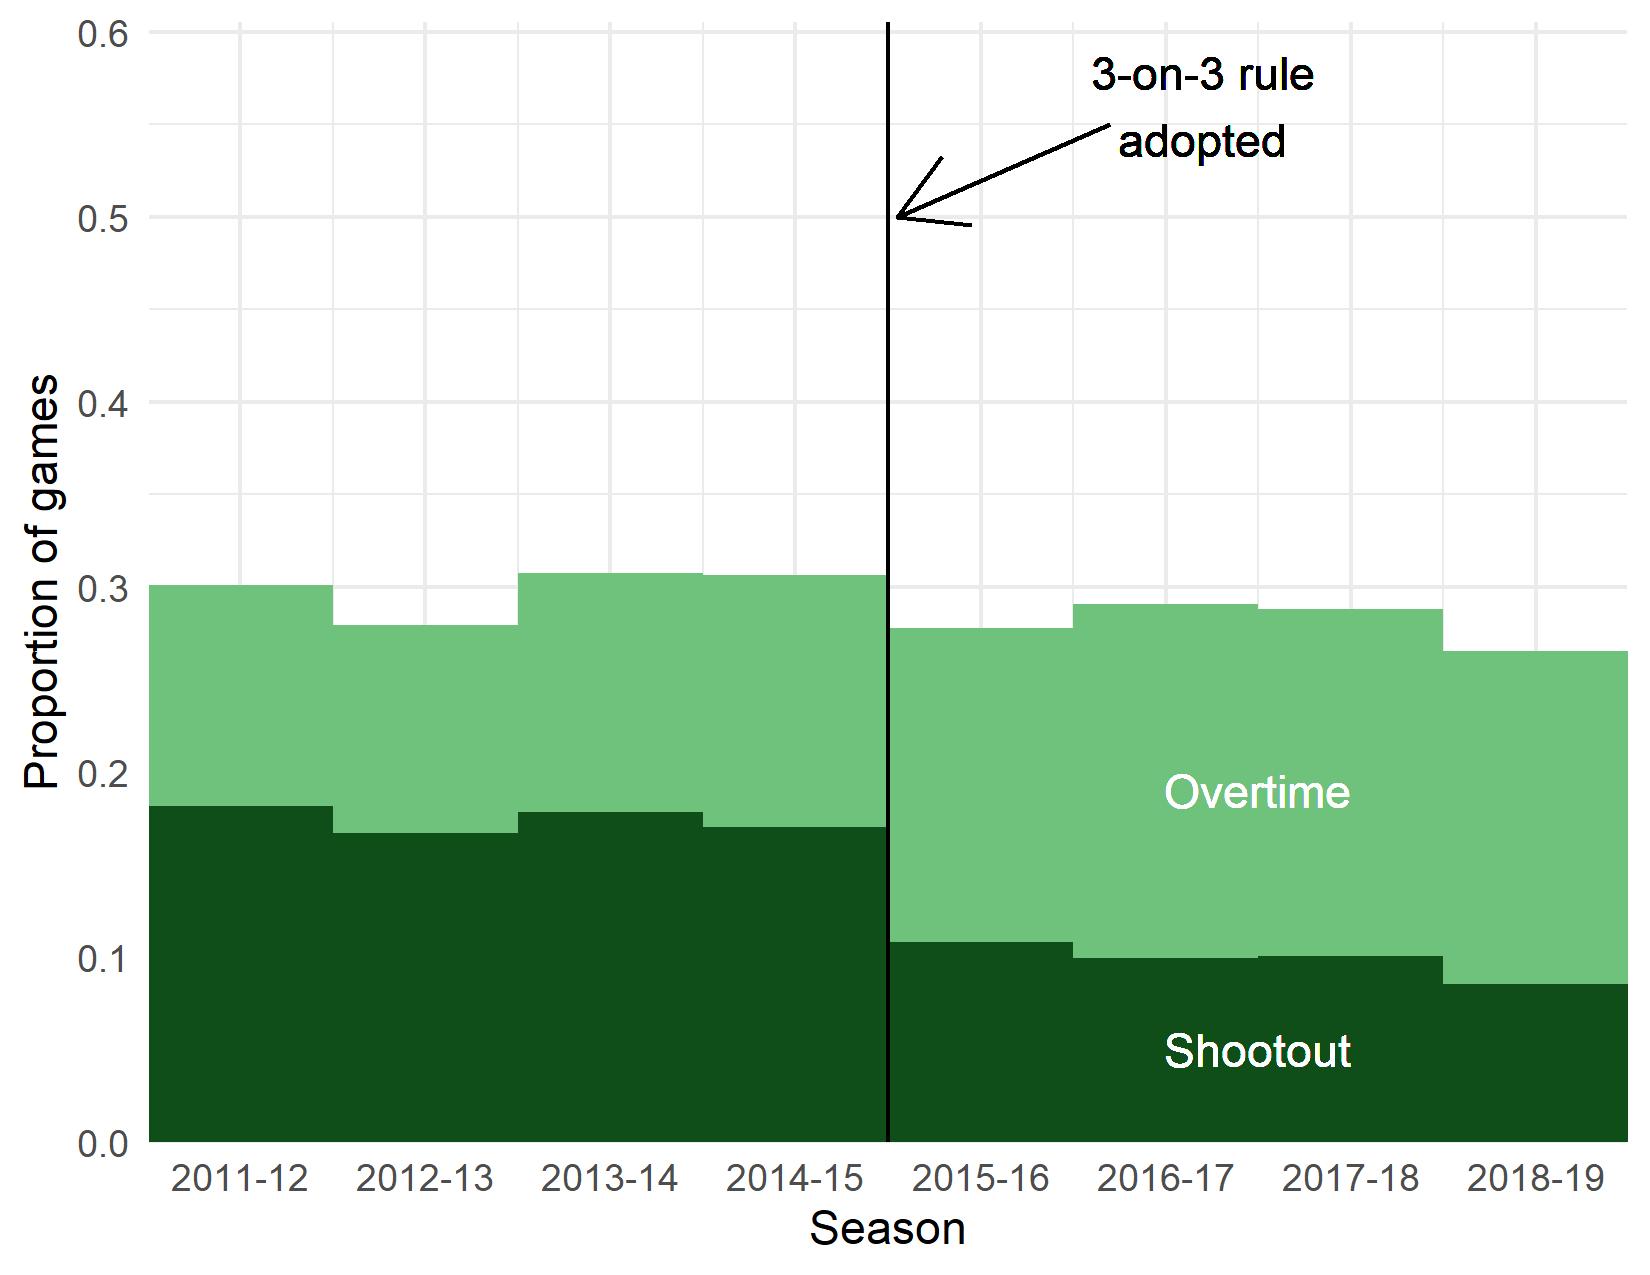 3-on-3 rule
adopted
0.6
0.5
0.4
0.3
0.2
0.1
0.0
Proportion of games
Overtime
Shootout
2011-12 2012-13 2013-14 2014-15 2015-16 2016-17 2017-18 2018-19
Season